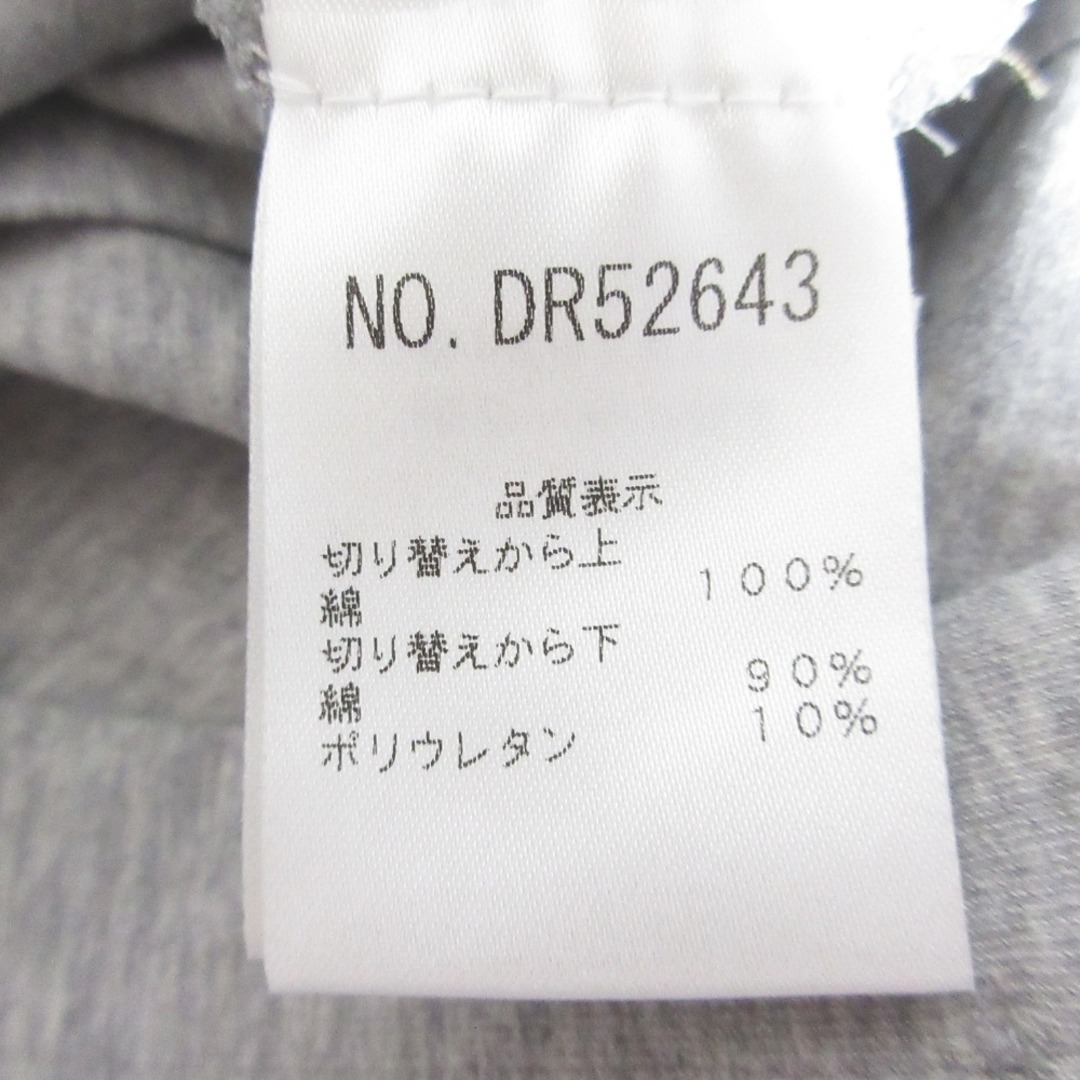 NO. DR52643
品質表示
切り替えから上
綿 100%
切り替えから下
綿 90%
ポリウレタン 10%